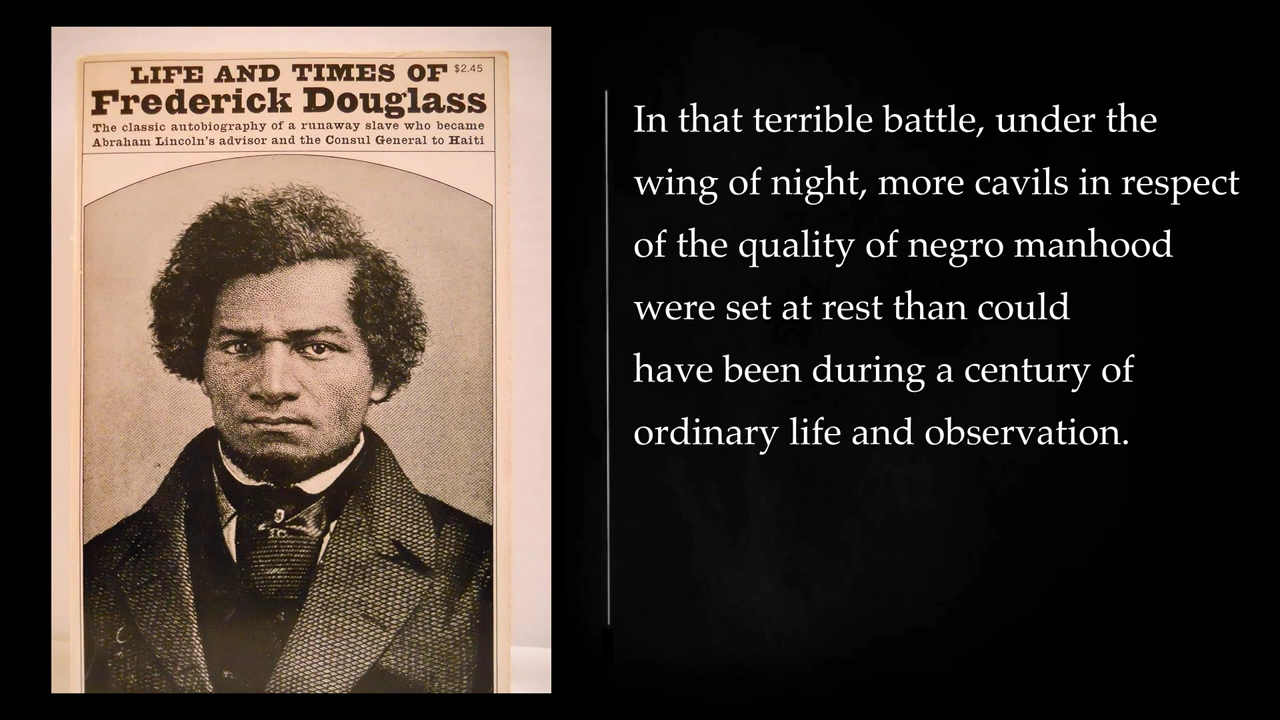 LIFE AND TIMES OF $2.45
Frederick Douglass
The classic autobiography of a runaway slave who became
Abraham Lincoln's advisor and the Consul General to Haiti
In that terrible battle, under the
wing of night, more cavils in respect
of the quality of negro manhood
were set at rest than could
have been during a century of
ordinary life and observation.